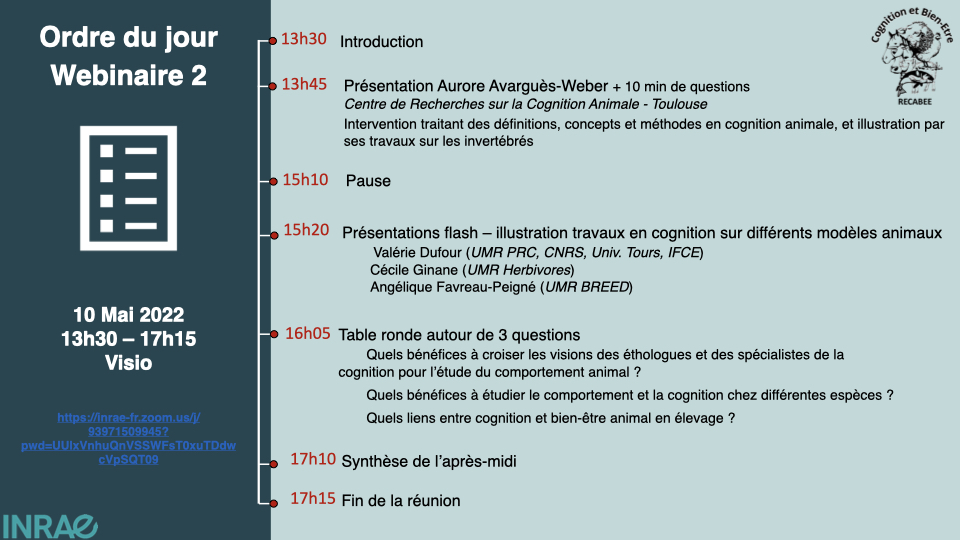 Ordre du jour
Webinaire 2
10 Mai 2022
13h30 – 17h15
Visio
https://inrae-fr.zoom.us/j/
93971509945?
pwd=UUIxVnhuQnVSSWFsT0xuTDdw
cVpSQT09
INRAE
Cognition et Bien-Etre
RECABEE
13h30 Introduction
13h45 Présentation Aurore Avarguès-Weber + 10 min de questions
Centre de Recherches sur la Cognition Animale - Toulouse
Intervention traitant des définitions, concepts et méthodes en cognition animale, et illustration par
ses travaux sur les invertébrés
15h10 Pause
15h20 Présentations flash – illustration travaux en cognition sur différents modèles animaux
Valérie Dufour (UMR PRC, CNRS, Univ. Tours, IFCE)
Cécile Ginane (UMR Herbivores)
Angélique Favreau-Peigné (UMR BREED)
16h05 Table ronde autour de 3 questions
Quels bénéfices à croiser les visions des éthologues et des spécialistes de la
cognition pour l’étude du comportement animal ?
Quels bénéfices à étudier le comportement et la cognition chez différentes espèces ?
Quels liens entre cognition et bien-être animal en élevage ?
17h10 Synthèse de l’après-midi
17h15 Fin de la réunion